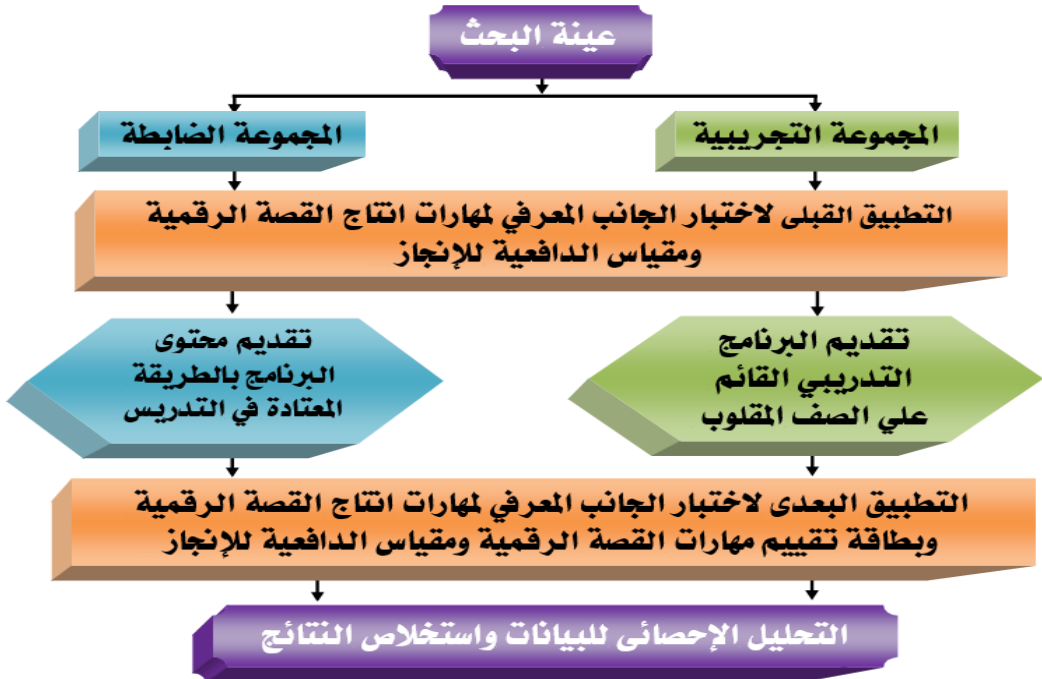 عينة البحث
المجموعة التجريبية
المجموعة الضابطة
التطبيق القبلى لاختبار الجانب المعرفي لمهارات انتاج القصة الرقمية
ومقياس الدافعية للإنجاز
تقديم البرنامج
التدريبي القائم
علي الصف المقلوب
تقديم محتوى
البرنامج بالطريقة
المعتادة في التدريس
التطبيق البعدى لاختبار الجانب المعرفي لمهارات انتاج القصة الرقمية
وبطاقة تقييم مهارات القصة الرقمية ومقياس الدافعية للإنجاز
التحليل الإحصائى للبيانات واستخلاص النتائج